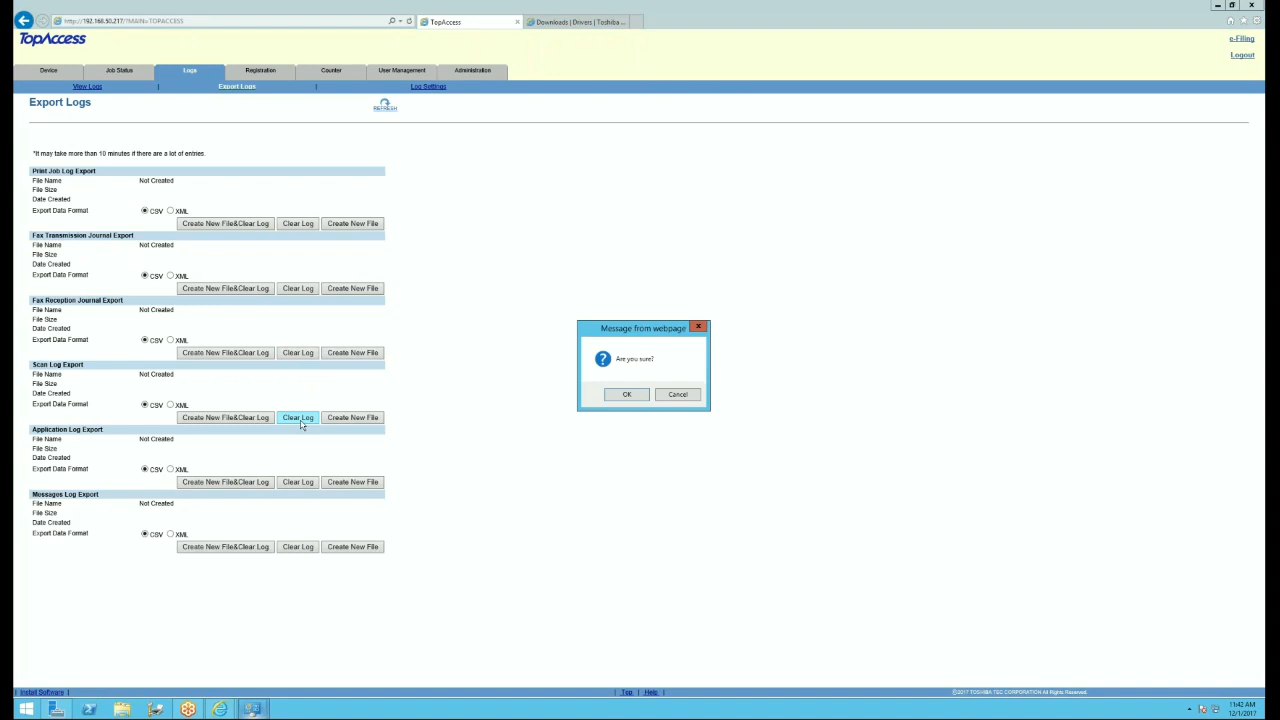 http://192.168.50.217/?MAIN=TOPACCESS
TopAccess
Downloads | Drivers | Toshiba ...
TopAccess
e-Filing
Logout
Device
Job Status
Logs
Registration
Counter
User Management
Administration
View Logs | Export Logs | Log Settings
Export Logs
REFRESH
*It may take more than 10 minutes if there are a lot of entries.
Print Job Log Export
File Name Not Created
File Size
Date Created
Export Data Format CSV XML
Create New File&Clear Log Clear Log Create New File
Fax Transmission Journal Export
File Name Not Created
File Size
Date Created
Export Data Format CSV XML
Create New File&Clear Log Clear Log Create New File
Fax Reception Journal Export
File Name Not Created
File Size
Date Created
Export Data Format CSV XML
Create New File&Clear Log Clear Log Create New File
Scan Log Export
File Name Not Created
File Size
Date Created
Export Data Format CSV XML
Create New File&Clear Log Clear Log Create New File
Application Log Export
File Name Not Created
File Size
Date Created
Export Data Format CSV XML
Create New File&Clear Log Clear Log Create New File
Messages Log Export
File Name Not Created
File Size
Date Created
Export Data Format CSV XML
Create New File&Clear Log Clear Log Create New File
Message from webpage
Are you sure?
OK Cancel
Install Software |
| Top | Help |
©2017 TOSHIBA TEC CORPORATION All Rights Reserved.
11:42 AM
12/1/2017